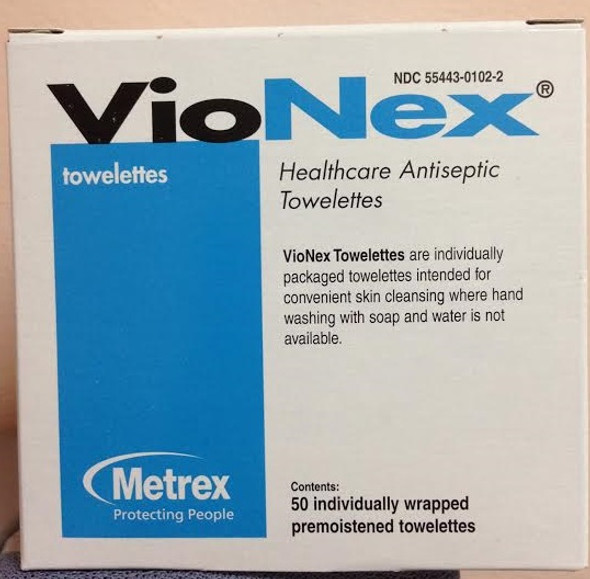 NDC 55443-0102-2
VioNex®
towelettes
Healthcare Antiseptic
Towelettes
VioNex Towelettes are individually
packaged towelettes intended for
convenient skin cleansing where hand
washing with soap and water is not
available.
Metrex
Protecting People
Contents:
50 individually wrapped
premoistened towelettes